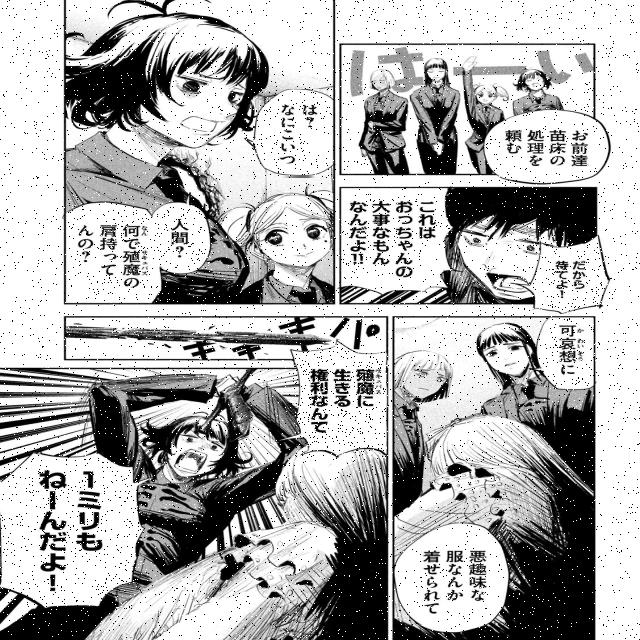 はーい
お前達
苗床の
処理を
頼む
だから
待てよ!
これは
おっちゃんの
大事なもん
なんだよ!!
は?
なにこいつ
人間?
何で殖魔の
肩持って
んの?
可哀想に
悪趣味な
服なんか
着せられて
パキキ
殖魔に
生きる
権利なんて
1ミリも
ねーんだよ!